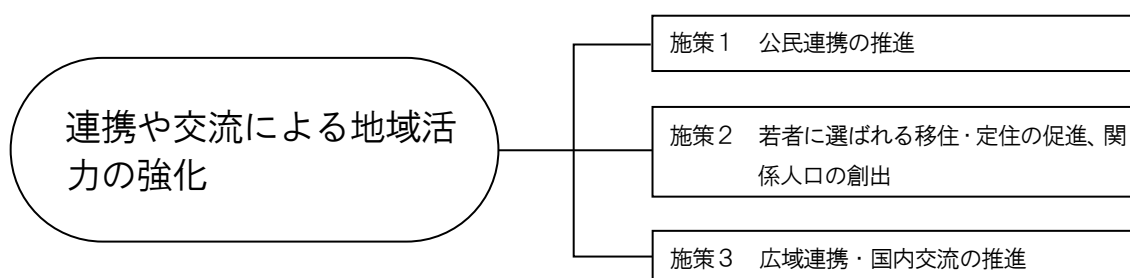 連携や交流による地域活
力の強化
施策1 公民連携の推進
施策2 若者に選ばれる移住・定住の促進、関
係人口の創出
施策3 広域連携・国内交流の推進